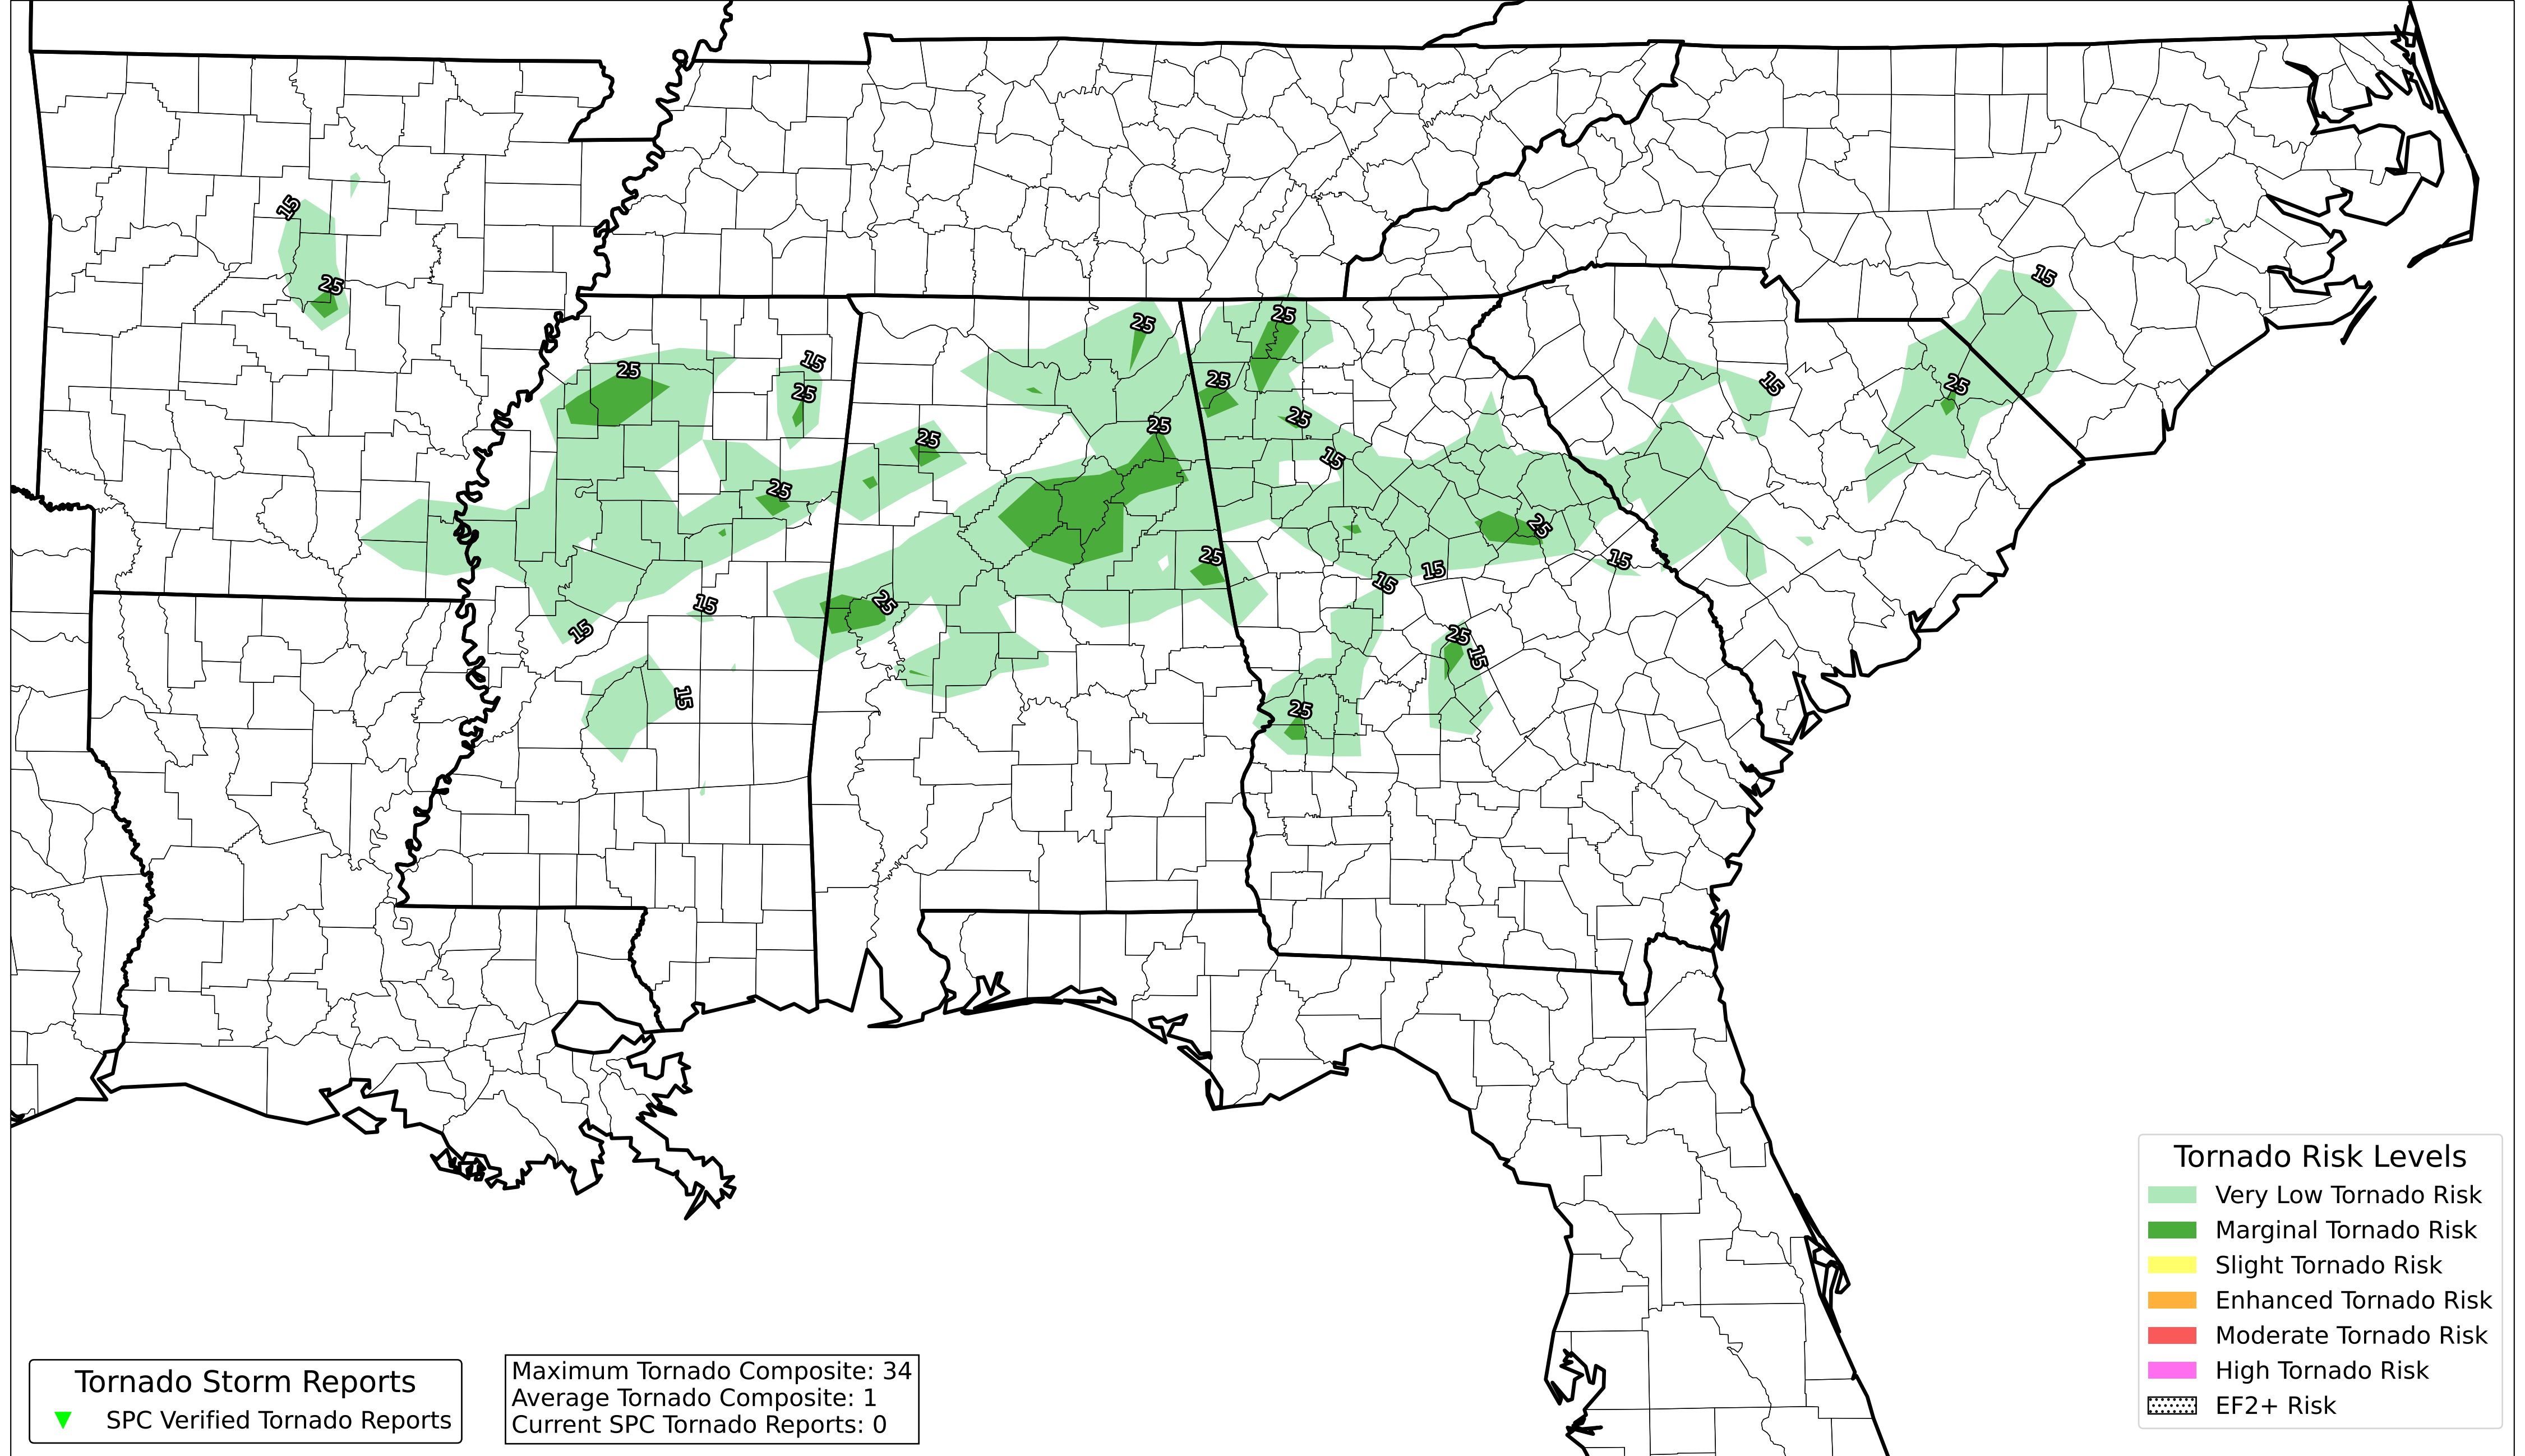 15
25
25
15
25
25
25
25
25
15
25
25
25
15
25
25
15
15
25
25
25
15
15
15
25
15
15
25
15
15
25
Tornado Risk Levels
Very Low Tornado Risk
Marginal Tornado Risk
Slight Tornado Risk
Enhanced Tornado Risk
Moderate Tornado Risk
High Tornado Risk
EF2+ Risk
Tornado Storm Reports
SPC Verified Tornado Reports
Maximum Tornado Composite: 34
Average Tornado Composite: 1
Current SPC Tornado Reports: 0